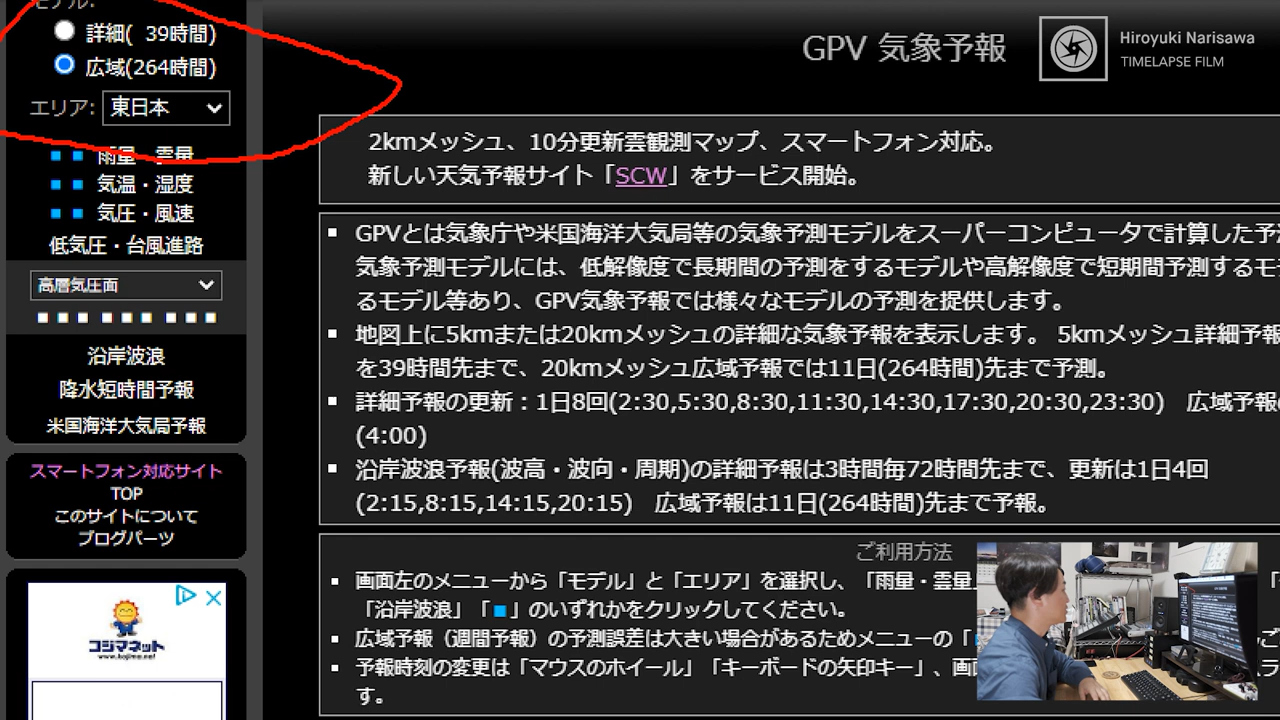 モデル:
詳細( 39時間)
広域(264時間)
エリア: 東日本
雨量 雲量
気温・湿度
気圧・風速
低気圧・台風進路
高層気圧面
沿岸波浪
降水短時間予報
米国海洋大気局予報
スマートフォン対応サイト
TOP
このサイトについて
ブログパーツ
コジマネット
www.kojima.net
GPV 気象予報
Hiroyuki Narisawa
TIMELAPSE FILM
2kmメッシュ、10分更新雲観測マップ、スマートフォン対応。
新しい天気予報サイト「SCW」をサービス開始。
GPVとは気象庁や米国海洋大気局等の気象予測モデルをスーパーコンピュータで計算した予
気象予測モデルには、低解像度で長期間の予測をするモデルや高解像度で短期間予測するモ
るモデル等あり、GPV気象予報では様々なモデルの予測を提供します。
地図上に5kmまたは20kmメッシュの詳細な気象予報を表示します。 5kmメッシュ詳細予報
を39時間先まで、20kmメッシュ広域予報では11日(264時間)先まで予測。
詳細予報の更新：1日8回(2:30,5:30,8:30,11:30,14:30,17:30,20:30,23:30) 広域予報
(4:00)
沿岸波浪予報(波高・波向・周期)の詳細予報は3時間毎72時間先まで、更新は1日4回
(2:15,8:15,14:15,20:15) 広域予報は11日(264時間)先まで予報。
ご利用方法
画面左のメニューから「モデル」と「エリア」を選択し、「雨量・雲量
「沿岸波浪」「■」のいずれかをクリックしてください。
広域予報（週間予報）の予測誤差は大きい場合があるためメニューの「
予報時刻の変更は「マウスのホイール」「キーボードの矢印キー」、画
す。